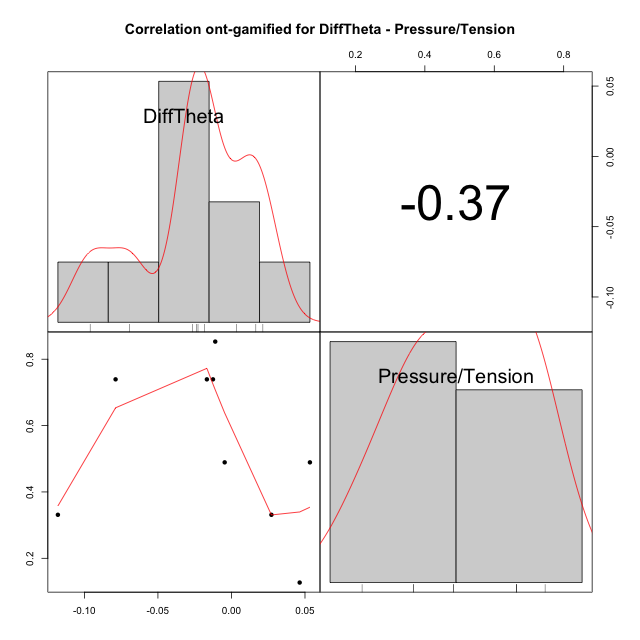 Correlation ont-gamified for DiffTheta - Pressure/Tension
0.2 0.4 0.6 0.8
DiffTheta
-0.37
0.05
0.00
-0.05
-0.10
0.8
0.6
0.4
0.2
Pressure/Tension
-0.10 -0.05 0.00 0.05